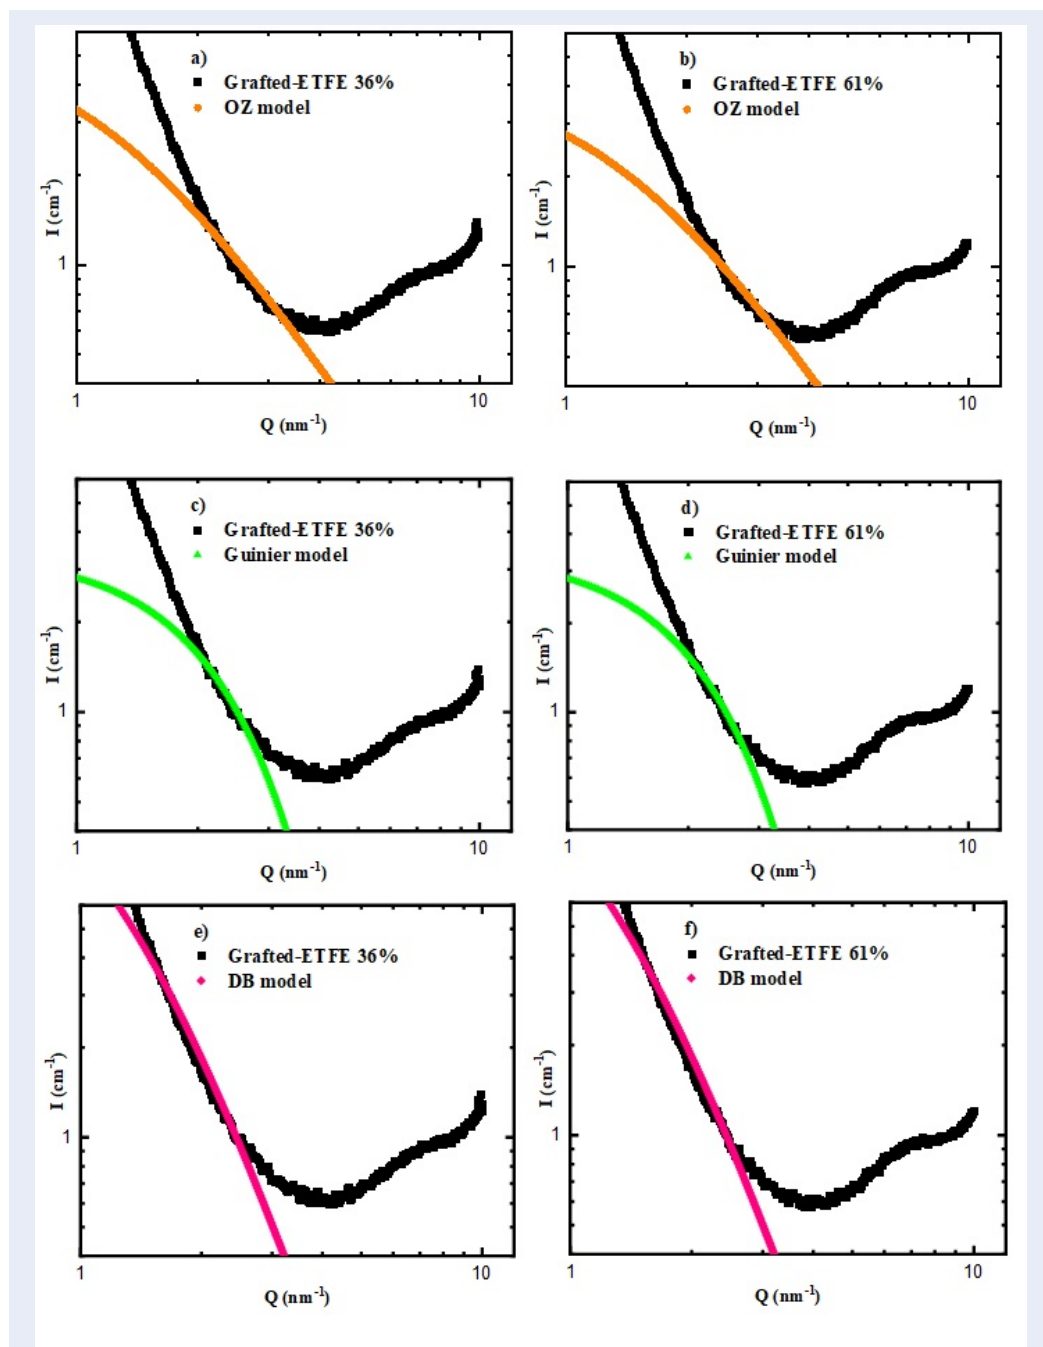 a)
Grafted-ETFE 36%
OZ model
I (cm⁻¹)
1
1
10
Q (nm⁻¹)
b)
Grafted-ETFE 61%
OZ model
I (cm⁻¹)
1
1
10
Q (nm⁻¹)
c)
Grafted-ETFE 36%
Guinier model
I (cm⁻¹)
1
1
10
Q (nm⁻¹)
d)
Grafted-ETFE 61%
Guinier model
I (cm⁻¹)
1
1
10
Q (nm⁻¹)
e)
Grafted-ETFE 36%
DB model
I (cm⁻¹)
1
1
10
Q (nm⁻¹)
f)
Grafted-ETFE 61%
DB model
I (cm⁻¹)
1
1
10
Q (nm⁻¹)